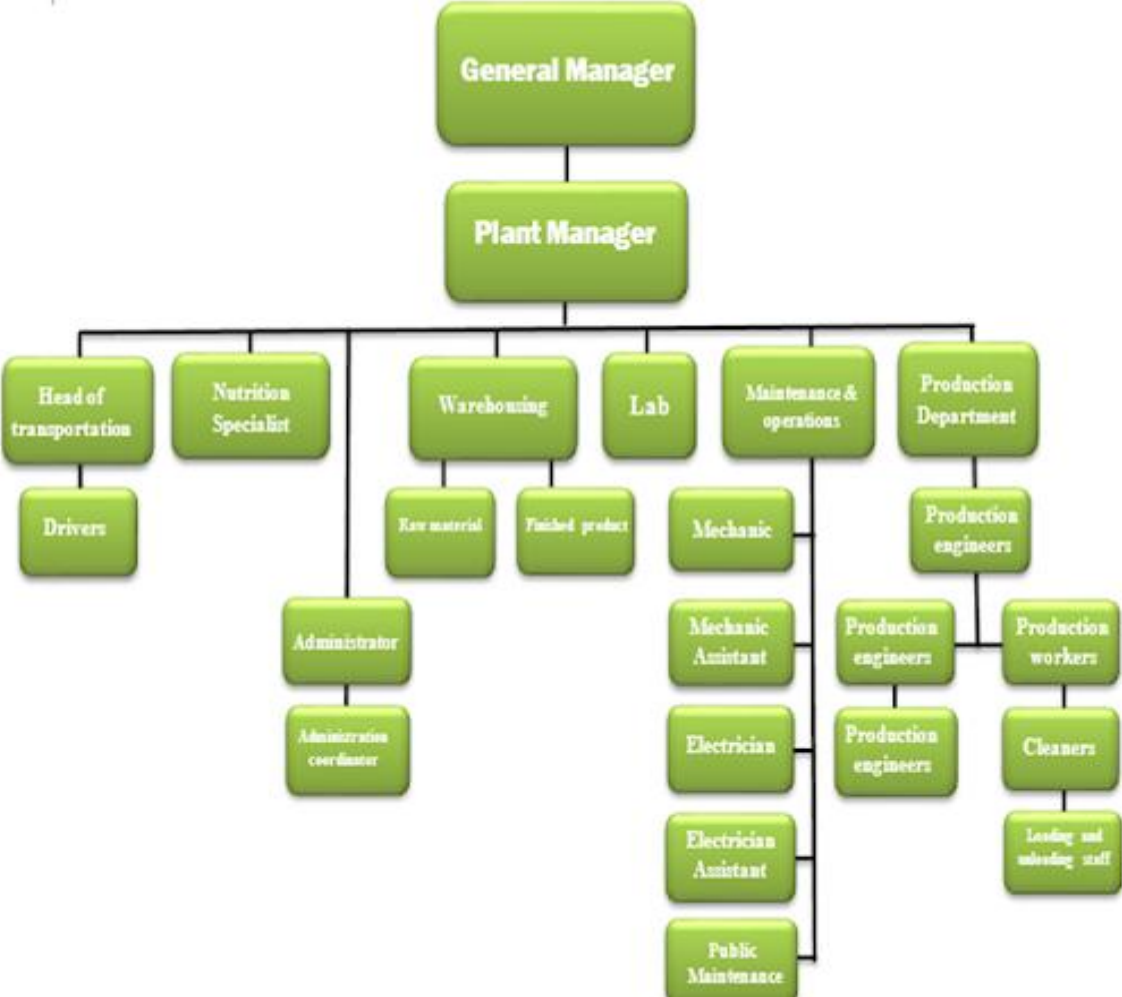 General Manager
Plant Manager
Head of
transportation
Nutrition
Specialist
Warehousing
Lab
Maintenance &
operations
Production
Department
Drivers
Raw material
Finished product
Mechanic
Production
engineers
Administrator
Mechanic
Assistant
Production
engineers
Production
workers
Administration
coordinator
Electrician
Production
engineers
Cleaners
Electrician
Assistant
Loading and
unloading staff
Public
Maintenance